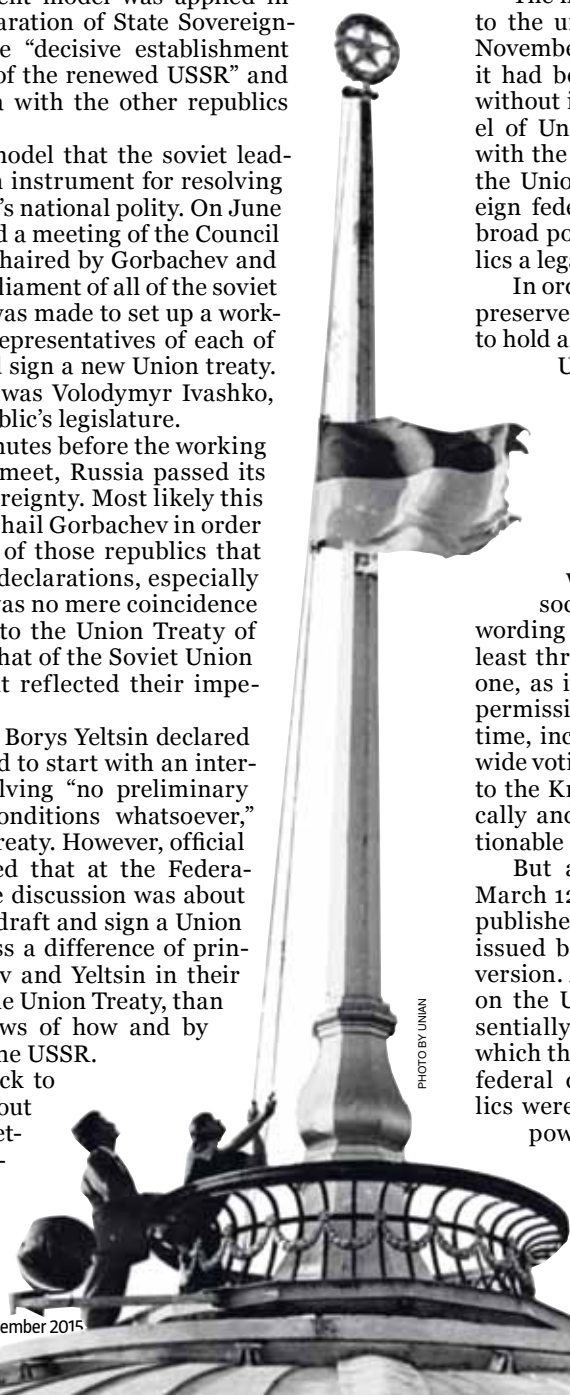 ent model was applied in
aration of State Sovereign-
e “decisive establishment
of the renewed USSR” and
n with the other republics
model that the soviet lead-
n instrument for resolving
’s national polity. On June
d a meeting of the Council
haired by Gorbachev and
liament of all of the soviet
was made to set up a work-
epresentatives of each of
l sign a new Union treaty.
was Volodymyr Ivashko,
blic’s legislature.
nutes before the working
meet, Russia passed its
reignty. Most likely this
hail Gorbachev in order
of those republics that
declarations, especially
vas no mere coincidence
to the Union Treaty of
hat of the Soviet Union
t reflected their impe-
Borys Yeltsin declared
d to start with an inter-
lving “no preliminary
onditions whatsoever,”
reaty. However, official
ed that at the Federa-
e discussion was about
draft and sign a Union
ss a difference of prin-
v and Yeltsin in their
he Union Treaty, than
ws of how and by
he USSR.
ck to
out
et-
-
ember 2015
PHOTO BY UNIAN
to the u
Novembe
it had be
without i
el of Un
with the
the Unio
eign fede
broad po
lics a leg
In orc
preserve
to hold a
U
v
soc
wording
least thr
one, as i
permissi
time, inc
wide voti
to the Kr
cally and
tionable
But a
March 12
publishe
issued b
version.
on the U
sentially
which th
federal c
lics were
pow